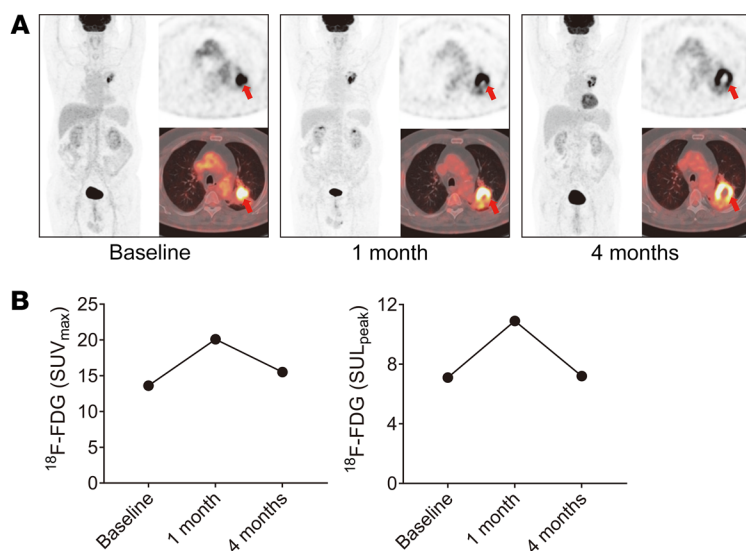 A
Baseline
1 month
4 months
B
¹⁸F-FDG (SUVmax)
25
20
15
10
5
0
Baseline
1 month
4 months
¹⁸F-FDG (SULpeak)
12
8
4
0
Baseline
1 month
4 months